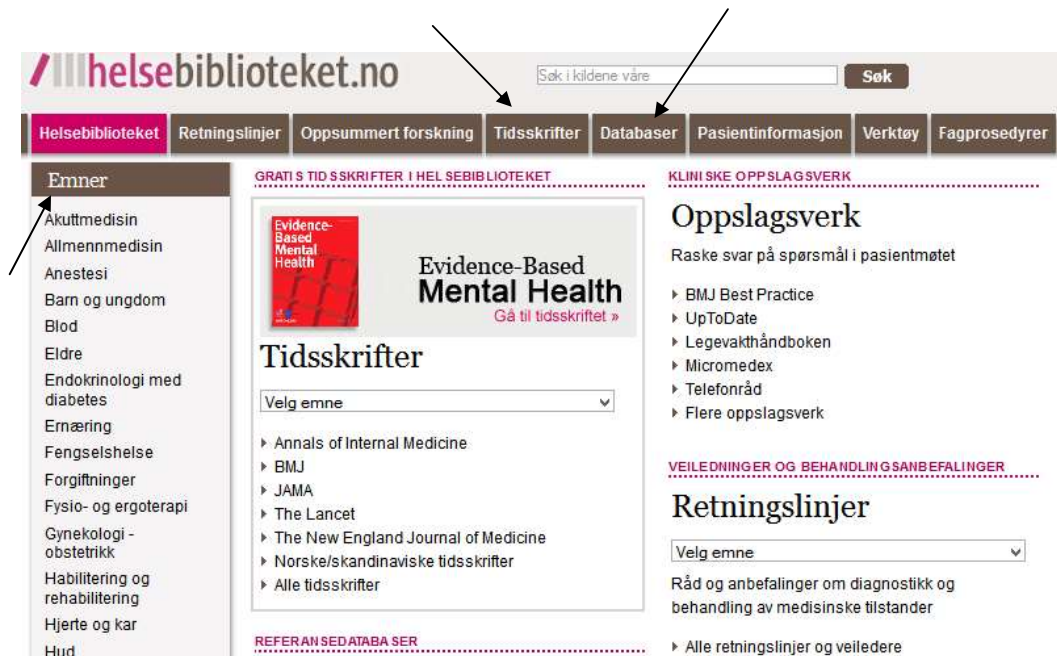 helsebiblioteket.no
Søk i kildene våre
Søk
Helsebiblioteket
Retningslinjer
Oppsummert forskning
Tidsskrifter
Databaser
Pasientinformasjon
Verktøy
Fagprosedyrer
Emner
Akuttmedisin
Allmennmedisin
Anestesi
Barn og ungdom
Blod
Eldre
Endokrinologi med
diabetes
Ernæring
Fengselshelse
Forgiftninger
Fysio- og ergoterapi
Gynekologi -
obstetrikk
Habilitering og
rehabilitering
Hjerte og kar
Hud
GRATIS TIDSSKRIFTER I HELSEBIBLIOTEKET
Evidence-
Based
Mental
Health
Evidence-Based
Mental Health
Gå til tidsskriftet »
Tidsskrifter
Velg emne
Annals of Internal Medicine
BMJ
JAMA
The Lancet
The New England Journal of Medicine
Norske/skandinaviske tidsskrifter
Alle tidsskrifter
REFERANSEDATABASER
KLINISKE OPPSLAGSVERK
Oppslagsverk
Raske svar på spørsmål i pasientmøtet
BMJ Best Practice
UpToDate
Legevakthåndboken
Micromedex
Telefonråd
Flere oppslagsverk
VEILEDNINGER OG BEHANDLINGSANBEFALINGER
Retningslinjer
Velg emne
Råd og anbefalinger om diagnostikk og
behandling av medisinske tilstander
Alle retningslinjer og veiledere